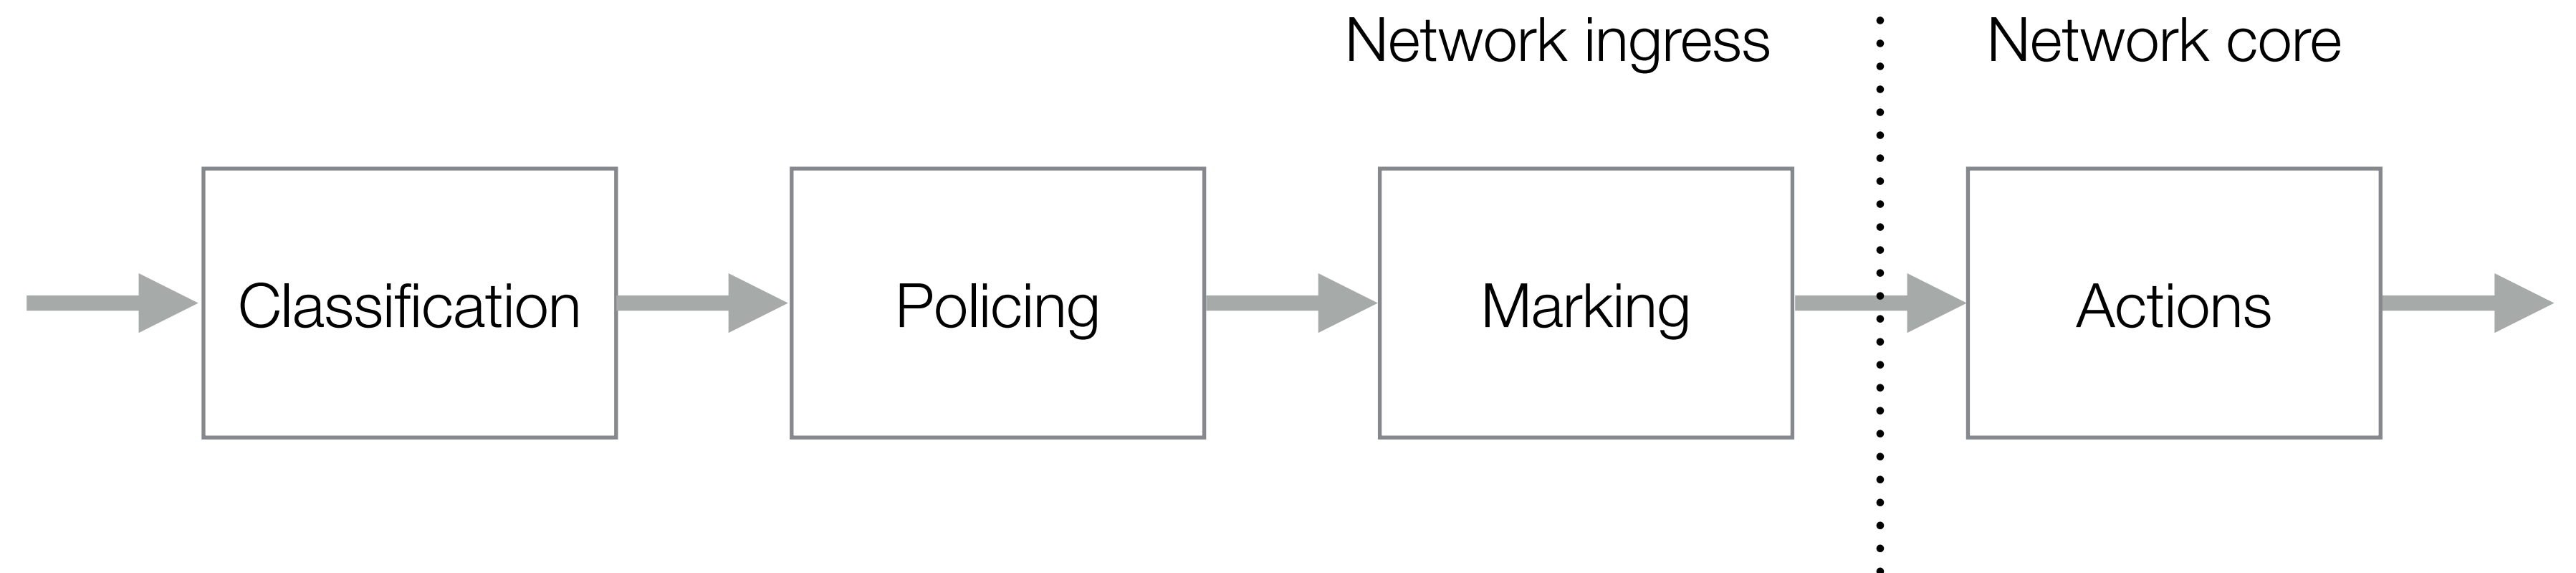 Network ingress
Network core
Classification
Policing
Marking
Actions